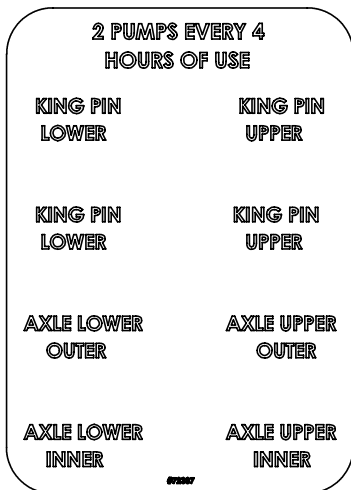 2 PUMPS EVERY 4
HOURS OF USE
KING PIN
LOWER
KING PIN
UPPER
KING PIN
LOWER
KING PIN
UPPER
AXLE LOWER
OUTER
AXLE UPPER
OUTER
AXLE LOWER
INNER
AXLE UPPER
INNER